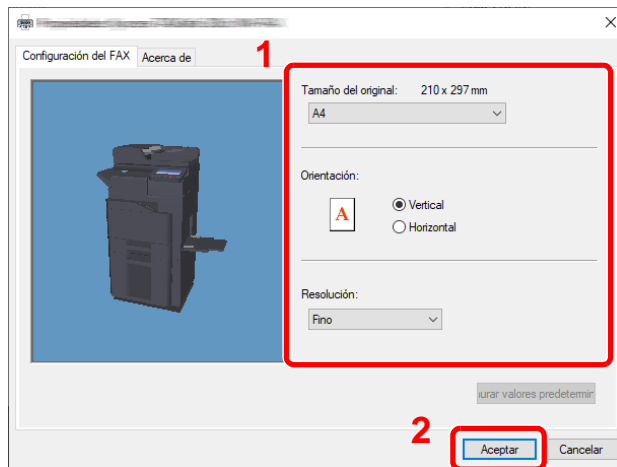 Configuración del FAX Acerca de
1
Tamaño del original: 210 x 297 mm
A4
Orientación:
A
Vertical
Horizontal
Resolución:
Fino
urar valores predetermin
2
Aceptar Cancelar